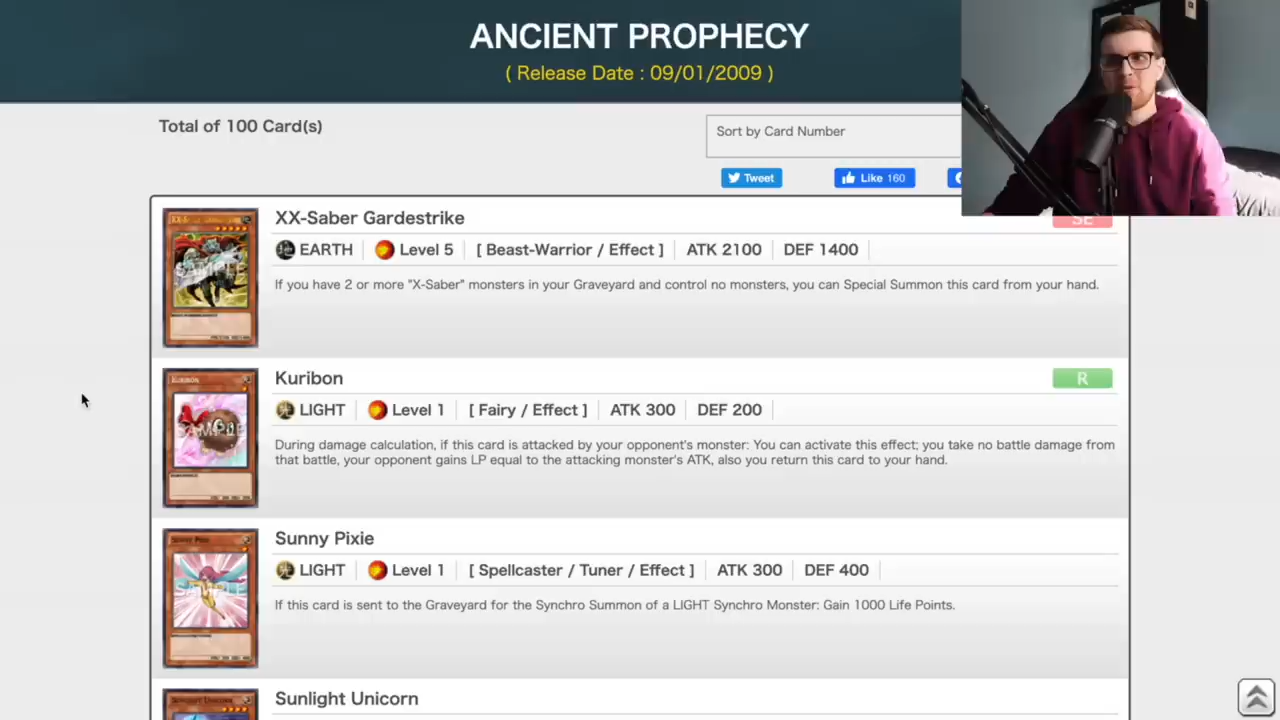 ANCIENT PROPHECY
( Release Date : 09/01/2009 )
Total of 100 Card(s)
Sort by Card Number
Tweet
Like 160
XX-Saber Gardestrike
SE
EARTH
Level 5
[ Beast-Warrior / Effect ]
ATK 2100
DEF 1400
If you have 2 or more "X-Saber" monsters in your Graveyard and control no monsters, you can Special Summon this card from your hand.
Kuribon
R
LIGHT
Level 1
[ Fairy / Effect ]
ATK 300
DEF 200
During damage calculation, if this card is attacked by your opponent's monster: You can activate this effect; you take no battle damage from
that battle, your opponent gains LP equal to the attacking monster's ATK, also you return this card to your hand.
Sunny Pixie
LIGHT
Level 1
[ Spellcaster / Tuner / Effect ]
ATK 300
DEF 400
If this card is sent to the Graveyard for the Synchro Summon of a LIGHT Synchro Monster: Gain 1000 Life Points.
Sunlight Unicorn